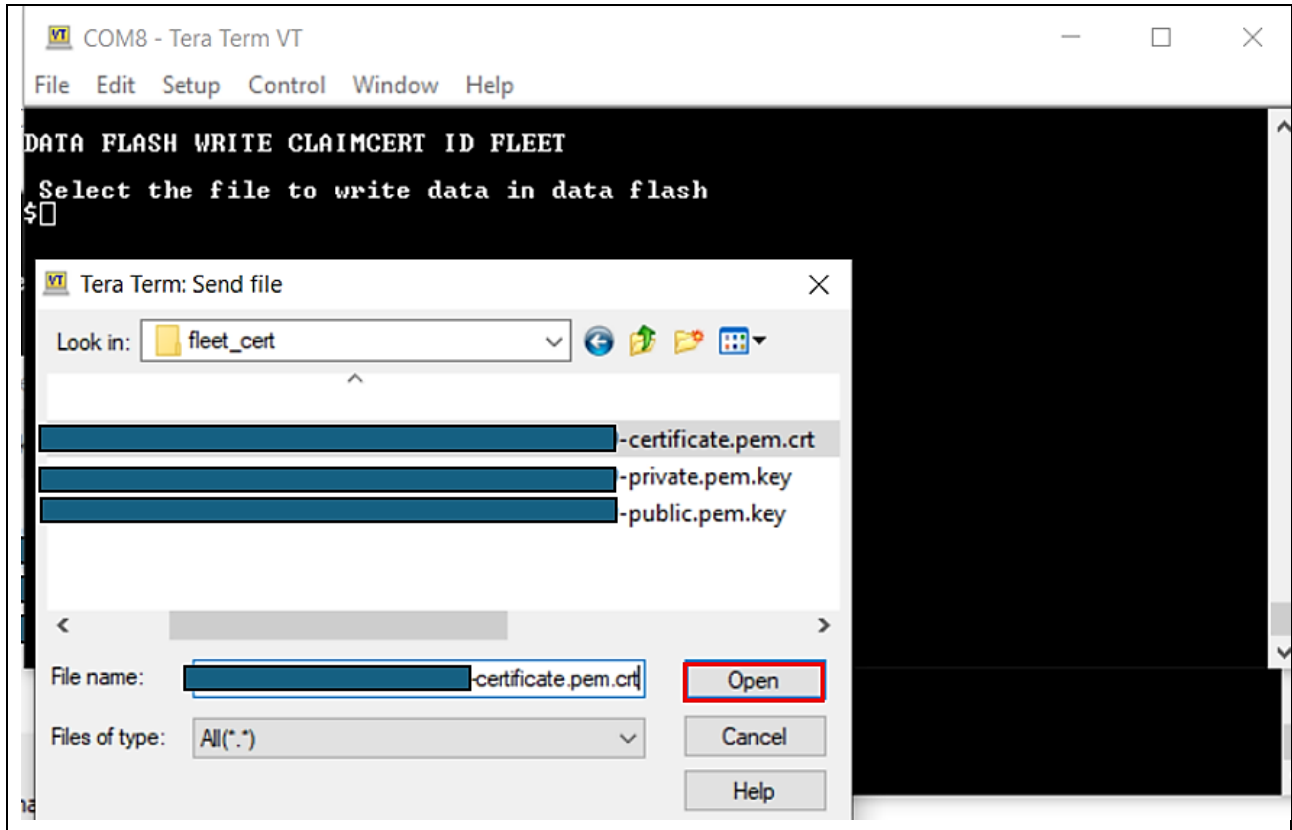 COM8 - Tera Term VT
File Edit Setup Control Window Help
DATA FLASH WRITE CLAIMCERT ID FLEET
Select the file to write data in data flash
$
Tera Term: Send file
Look in: fleet_cert
-certificate.pem.crt
-private.pem.key
-public.pem.key
File name: -certificate.pem.crt Open
Files of type: All(*.*) Cancel
Help